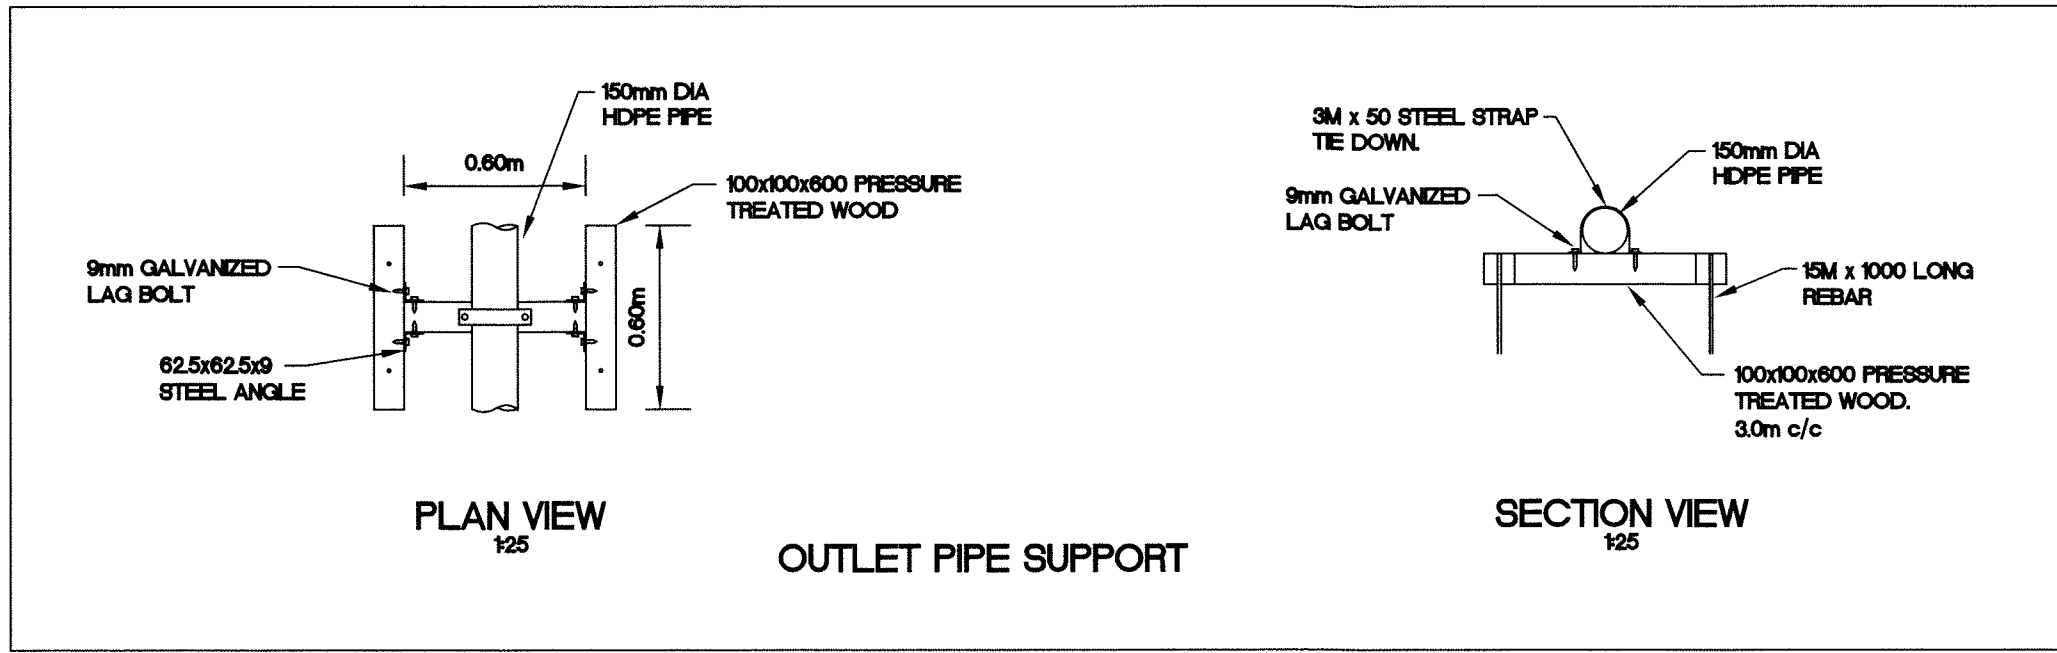 150mm DIA
HDPE PIPE
0.60m
100x100x600 PRESSURE
TREATED WOOD
9mm GALVANIZED
LAG BOLT
0.60m
62.5x62.5x9
STEEL ANGLE
PLAN VIEW
1:25
3M x 50 STEEL STRAP
TIE DOWN.
150mm DIA
HDPE PIPE
9mm GALVANIZED
LAG BOLT
15M x 1000 LONG
REBAR
100x100x600 PRESSURE
TREATED WOOD.
3.0m c/c
SECTION VIEW
1:25
OUTLET PIPE SUPPORT